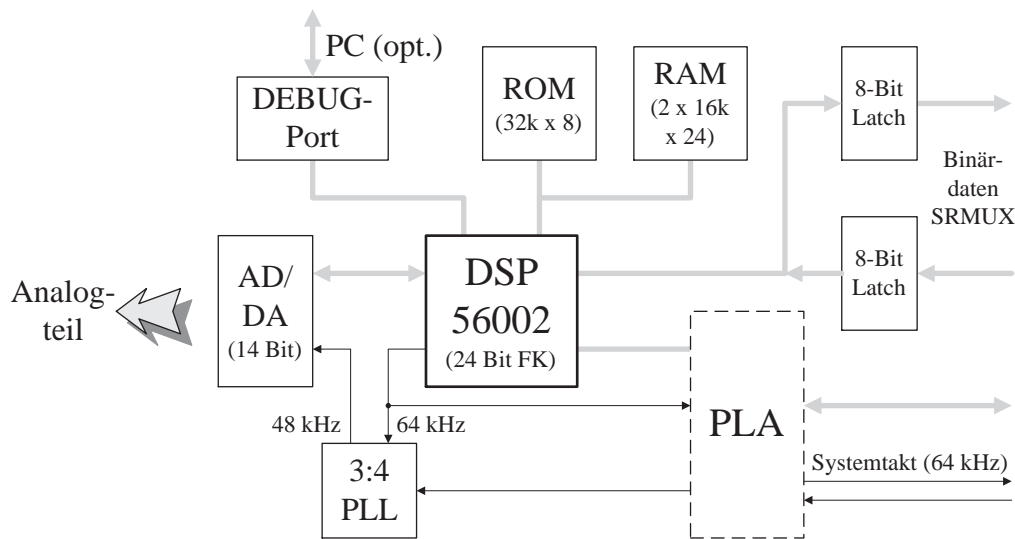 PC (opt.)
DEBUG-
Port
ROM
(32k x 8)
RAM
(2 x 16k
x 24)
8-Bit
Latch
Binär-
daten
SRMUX
8-Bit
Latch
Analog-
teil
AD/
DA
(14 Bit)
DSP
56002
(24 Bit FK)
PLA
48 kHz
64 kHz
3:4
PLL
Systemtakt (64 kHz)